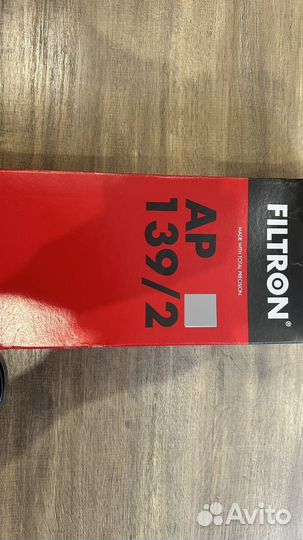 FILTRON®
MADE WITH TOTAL PRECISION
AP
139/2
Avito